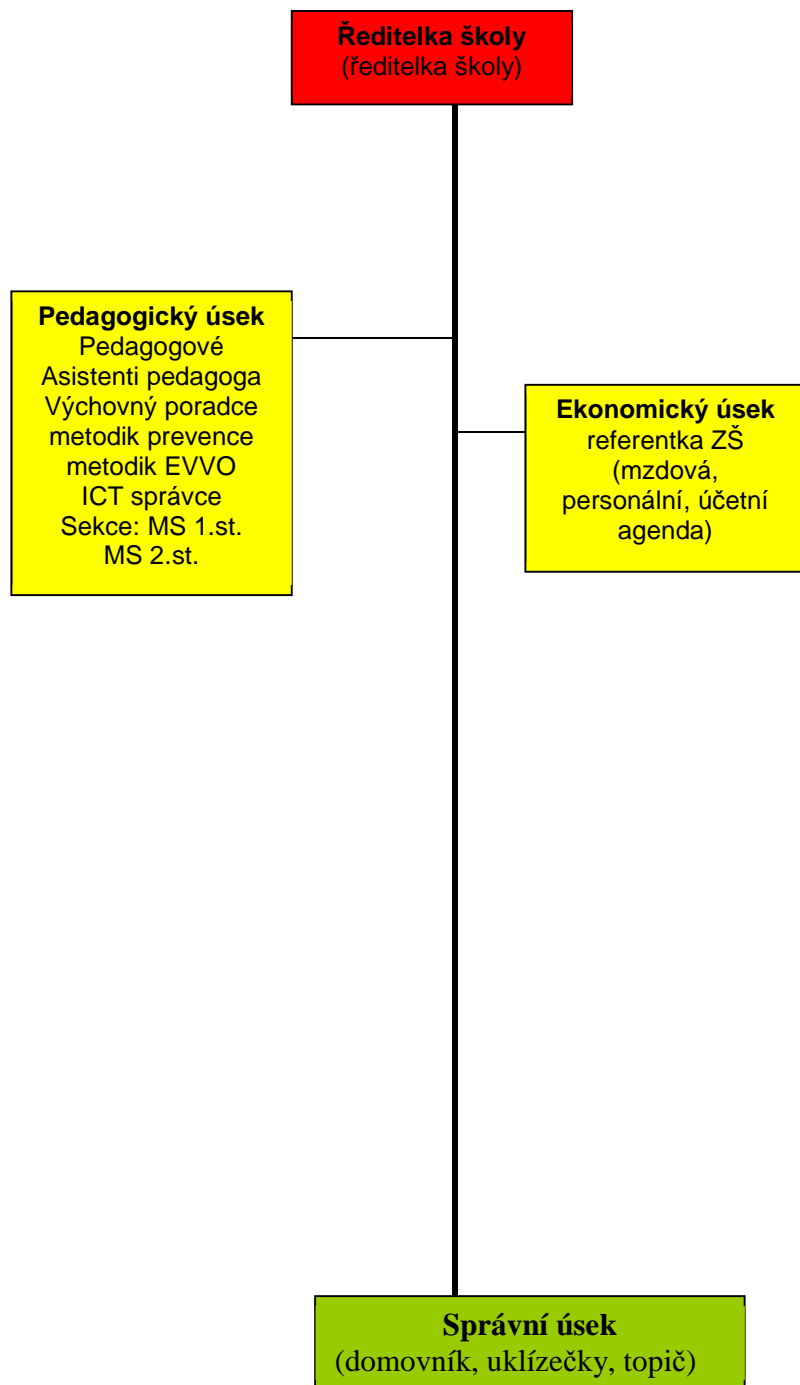 Ředitelka školy
(ředitelka školy)
Pedagogický úsek
Pedagogové
Asistenti pedagoga
Výchovný poradce
metodik prevence
metodik EVVO
ICT správce
Sekce: MS 1.st.
MS 2.st.
Ekonomický úsek
referentka ZŠ
(mzdová,
personální, účetní
agenda)
Správní úsek
(domovník, uklízečky, topič)